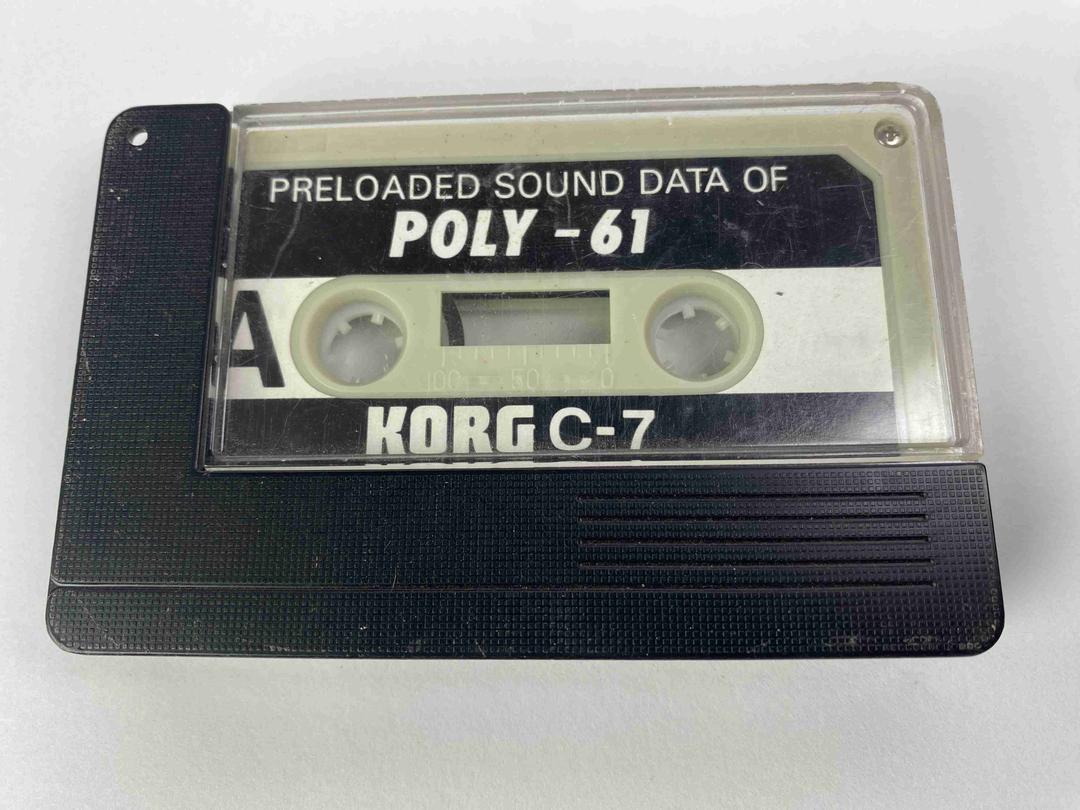 PRELOADED SOUND DATA OF
POLY - 61
A
100 50 0
KORG C-7